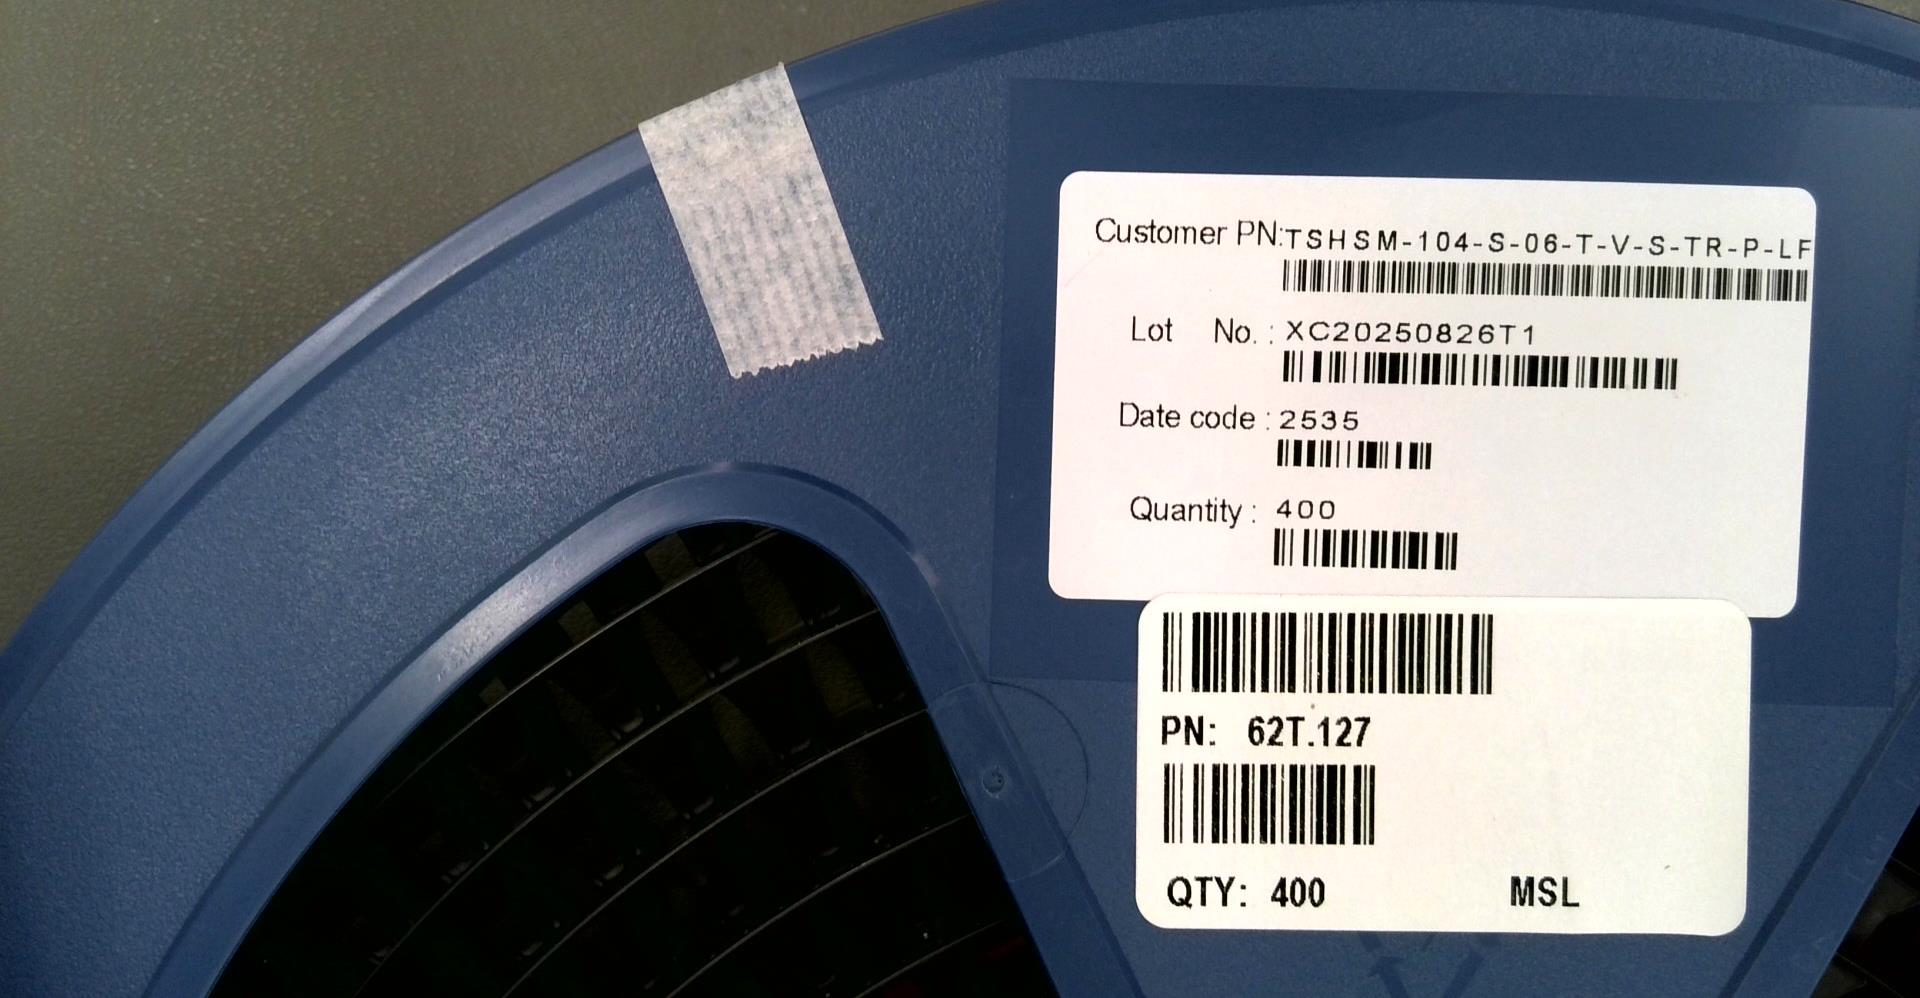 Customer PN:TSHSM-104-S-06-T-V-S-TR-P-LF
Lot No. : XC20250826T1
Date code : 2535
Quantity : 400
PN: 62T.127
QTY: 400 MSL